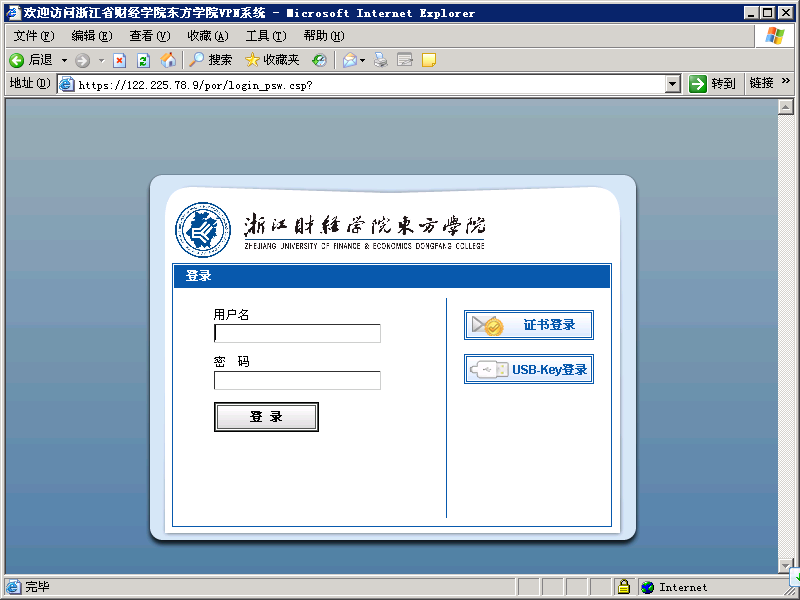 欢迎访问浙江省财经学院东方学院VPN系统 - Microsoft Internet Explorer
文件(F) 编辑(E) 查看(V) 收藏(A) 工具(T) 帮助(H)
后退 搜索 收藏夹
地址(D) https://122.225.78.9/por/login_psw.csp? 转到 链接 »
浙江财经学院东方学院
ZHEJIANG UNIVERSITY OF FINANCE & ECONOMICS DONGFANG COLLEGE
登录
用户名
证书登录
密 码
USB-Key登录
登 录
完毕 Internet